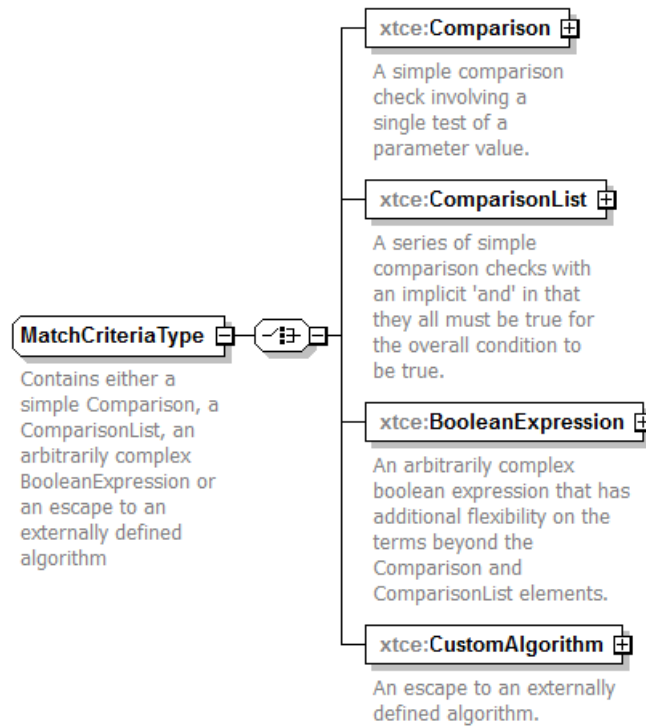 xtce:Comparison
A simple comparison
check involving a
single test of a
parameter value.
xtce:ComparisonList
A series of simple
comparison checks with
an implicit 'and' in that
they all must be true for
the overall condition to
be true.
MatchCriteriaType
Contains either a
simple Comparison, a
ComparisonList, an
arbitrarily complex
BooleanExpression or
an escape to an
externally defined
algorithm
xtce:BooleanExpression
An arbitrarily complex
boolean expression that has
additional flexibility on the
terms beyond the
Comparison and
ComparisonList elements.
xtce:CustomAlgorithm
An escape to an externally
defined algorithm.